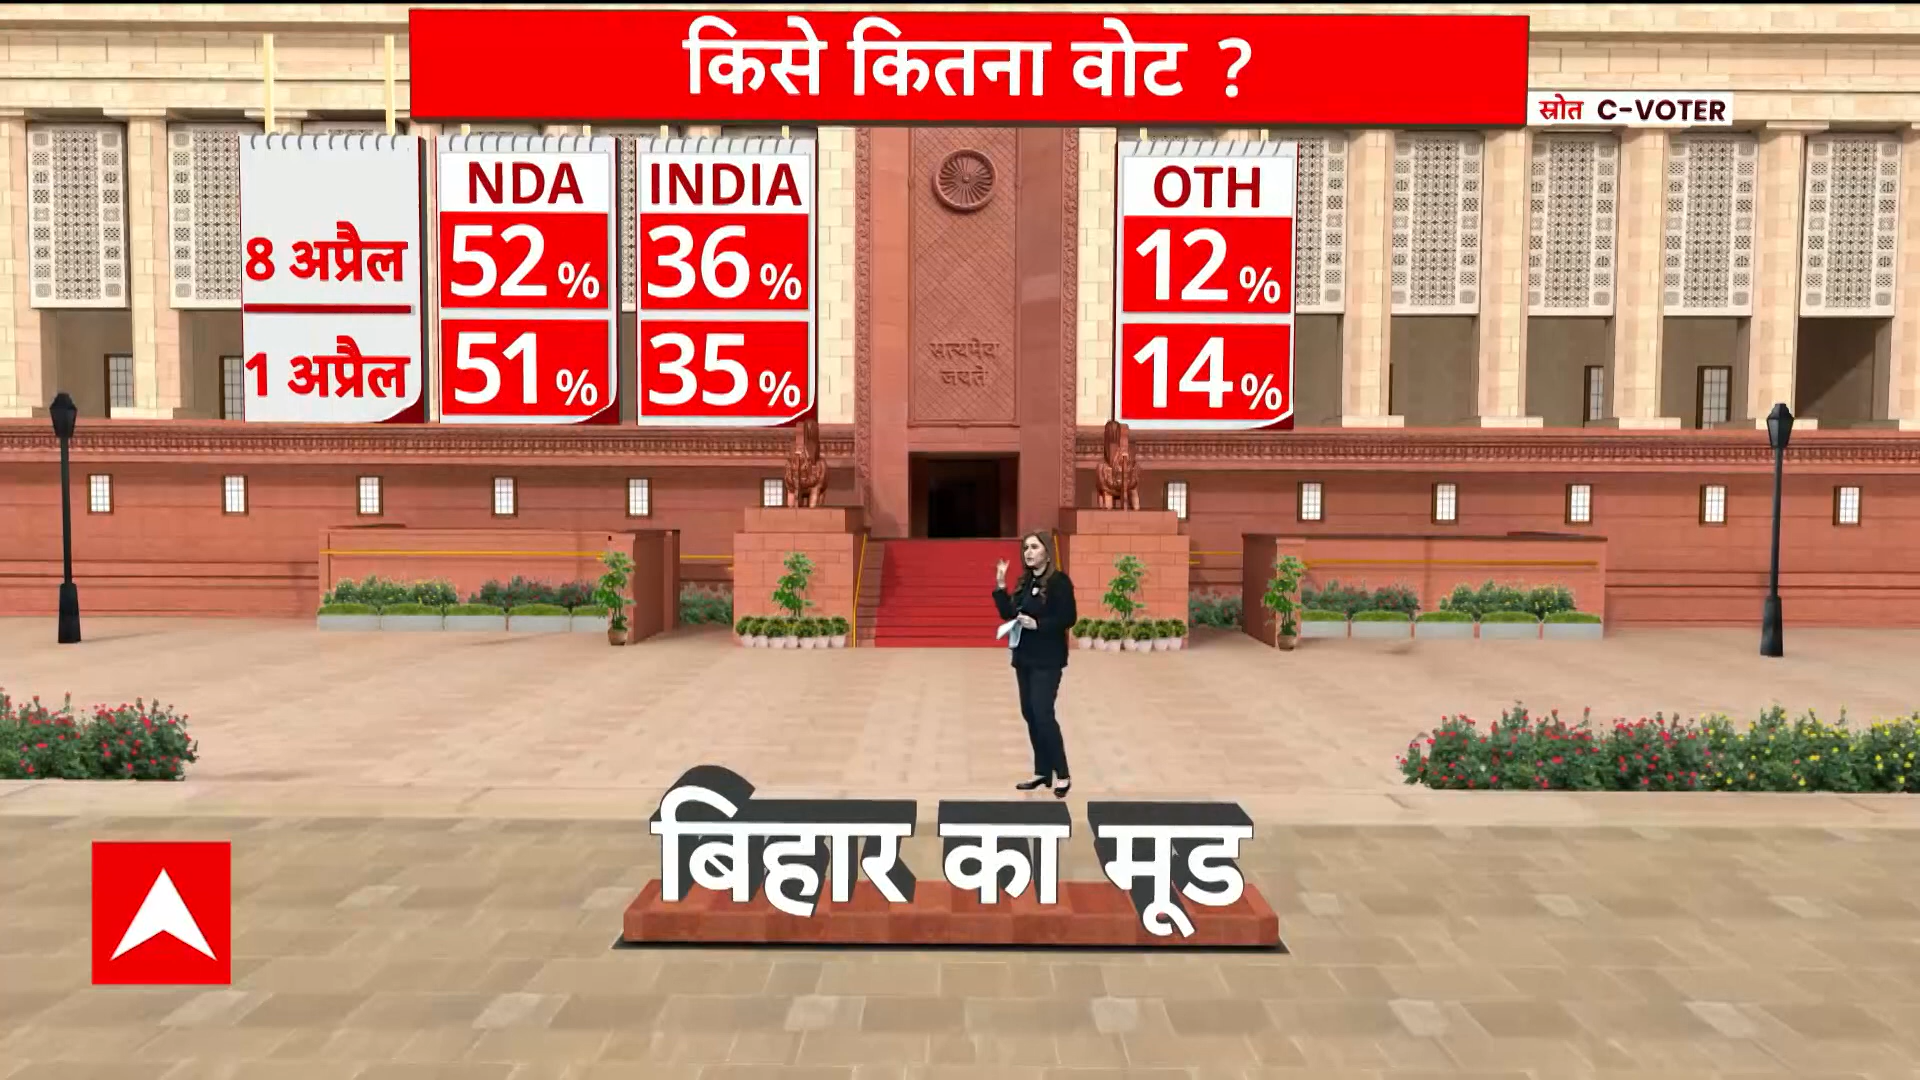 किसे कितना वोट ?
स्रोत C-VOTER
NDA INDIA OTH
8 अप्रैल 52% 36% 12%
1 अप्रैल 51% 35% 14%
सत्यमेव
जयते
बिहार का मूड